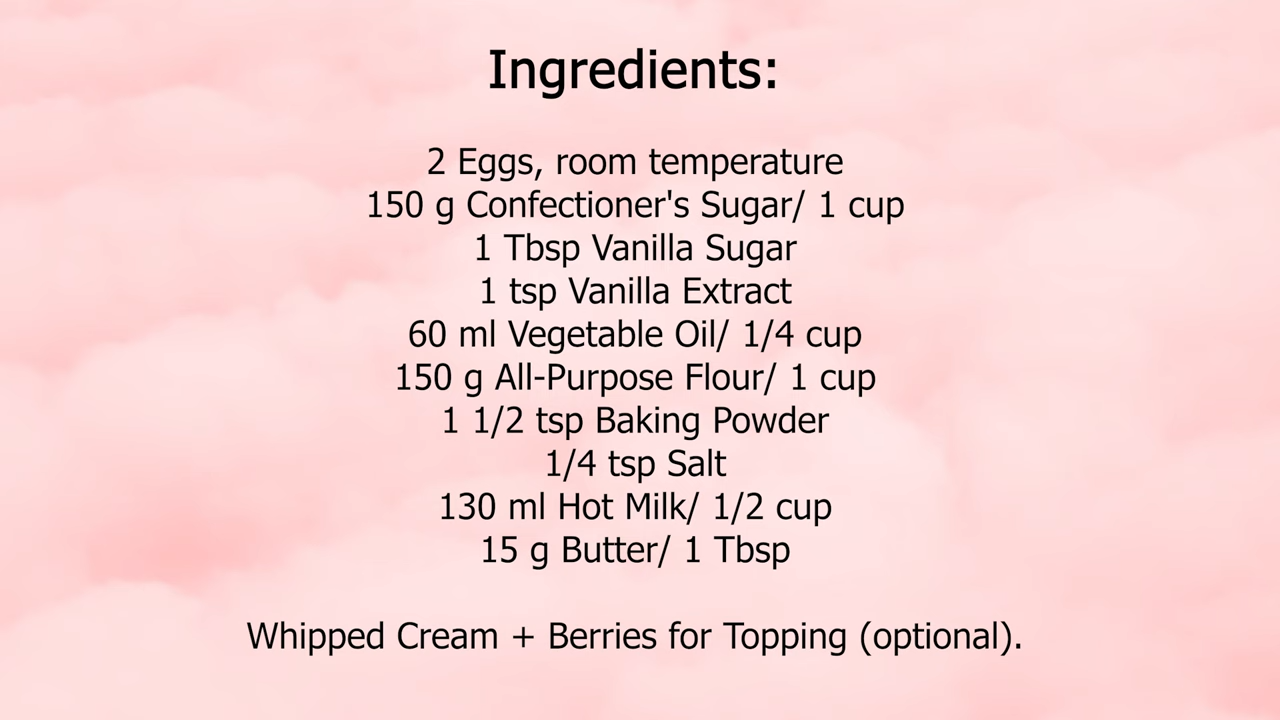 Ingredients:
2 Eggs, room temperature
150 g Confectioner's Sugar/ 1 cup
1 Tbsp Vanilla Sugar
1 tsp Vanilla Extract
60 ml Vegetable Oil/ 1/4 cup
150 g All-Purpose Flour/ 1 cup
1 1/2 tsp Baking Powder
1/4 tsp Salt
130 ml Hot Milk/ 1/2 cup
15 g Butter/ 1 Tbsp
Whipped Cream + Berries for Topping (optional).